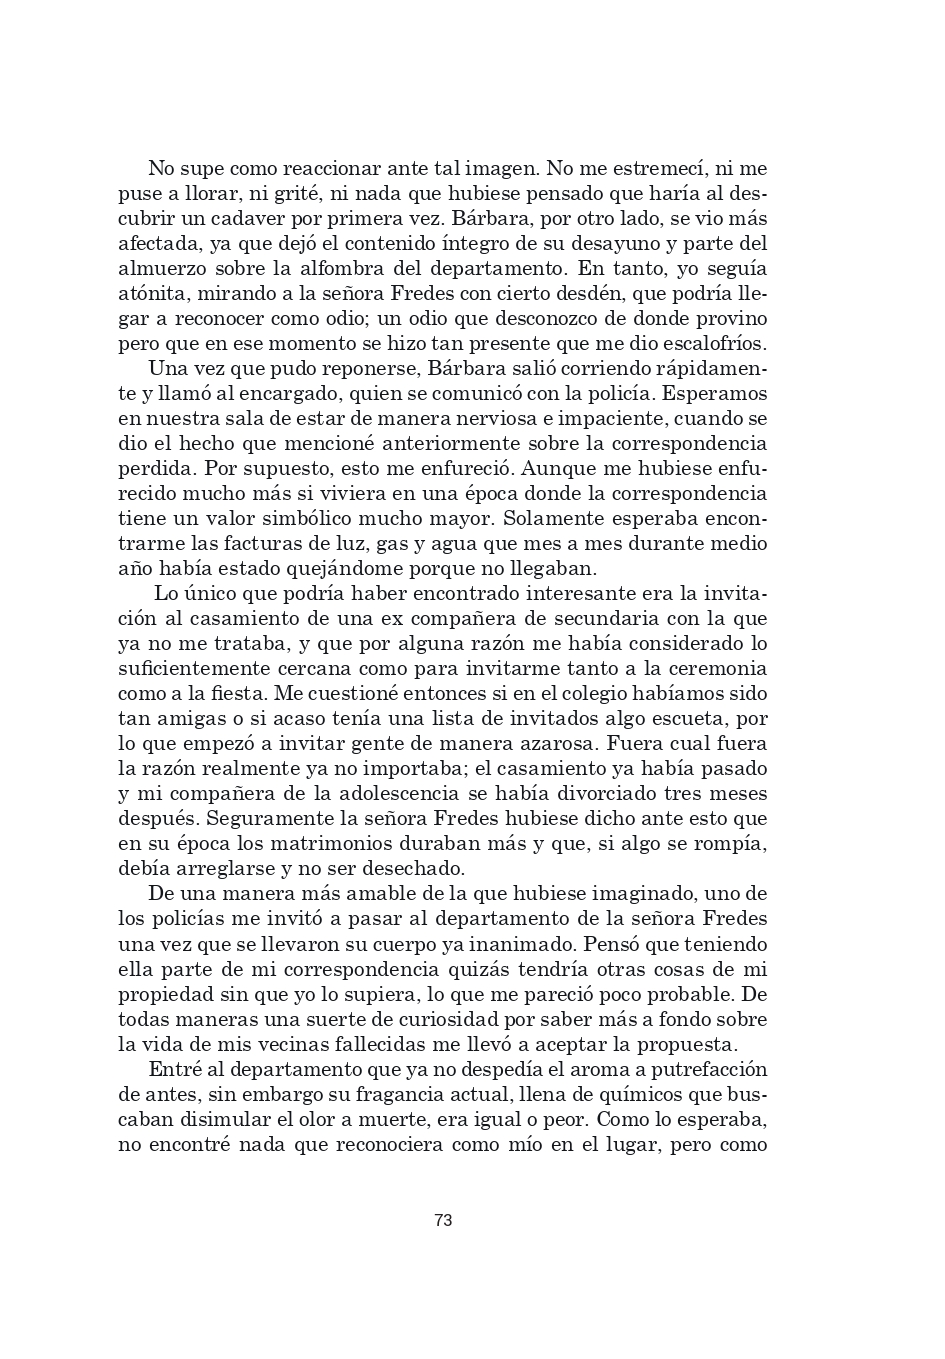 No supe como reaccionar ante tal imagen. No me estremecí, ni me
puse a llorar, ni grité, ni nada que hubiese pensado que haría al des-
cubrir un cadaver por primera vez. Bárbara, por otro lado, se vio más
afectada, ya que dejó el contenido íntegro de su desayuno y parte del
almuerzo sobre la alfombra del departamento. En tanto, yo seguía
atónita, mirando a la señora Fredes con cierto desdén, que podría lle-
gar a reconocer como odio; un odio que desconozco de donde provino
pero que en ese momento se hizo tan presente que me dio escalofríos.
Una vez que pudo reponerse, Bárbara salió corriendo rápidamen-
te y llamó al encargado, quien se comunicó con la policía. Esperamos
en nuestra sala de estar de manera nerviosa e impaciente, cuando se
dio el hecho que mencioné anteriormente sobre la correspondencia
perdida. Por supuesto, esto me enfureció. Aunque me hubiese enfu-
recido mucho más si viviera en una época donde la correspondencia
tiene un valor simbólico mucho mayor. Solamente esperaba encon-
trarme las facturas de luz, gas y agua que mes a mes durante medio
año había estado quejándome porque no llegaban.
Lo único que podría haber encontrado interesante era la invita-
ción al casamiento de una ex compañera de secundaria con la que
ya no me trataba, y que por alguna razón me había considerado lo
suficientemente cercana como para invitarme tanto a la ceremonia
como a la fiesta. Me cuestioné entonces si en el colegio habíamos sido
tan amigas o si acaso tenía una lista de invitados algo escueta, por
lo que empezó a invitar gente de manera azarosa. Fuera cual fuera
la razón realmente ya no importaba; el casamiento ya había pasado
y mi compañera de la adolescencia se había divorciado tres meses
después. Seguramente la señora Fredes hubiese dicho ante esto que
en su época los matrimonios duraban más y que, si algo se rompía,
debía arreglarse y no ser desechado.
De una manera más amable de la que hubiese imaginado, uno de
los policías me invitó a pasar al departamento de la señora Fredes
una vez que se llevaron su cuerpo ya inanimado. Pensó que teniendo
ella parte de mi correspondencia quizás tendría otras cosas de mi
propiedad sin que yo lo supiera, lo que me pareció poco probable. De
todas maneras una suerte de curiosidad por saber más a fondo sobre
la vida de mis vecinas fallecidas me llevó a aceptar la propuesta.
Entré al departamento que ya no despedía el aroma a putrefacción
de antes, sin embargo su fragancia actual, llena de químicos que bus-
caban disimular el olor a muerte, era igual o peor. Como lo esperaba,
no encontré nada que reconociera como mío en el lugar, pero como
73